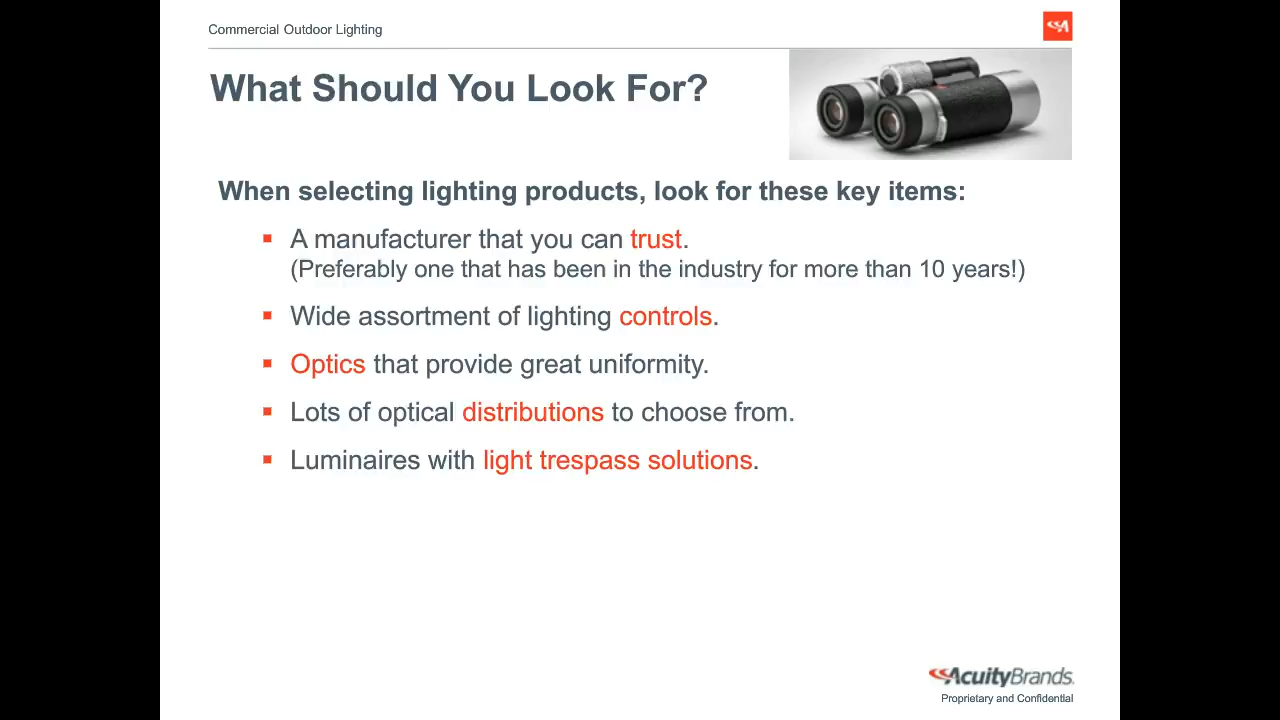 Commercial Outdoor Lighting
What Should You Look For?
When selecting lighting products, look for these key items:
A manufacturer that you can trust.
(Preferably one that has been in the industry for more than 10 years!)
Wide assortment of lighting controls.
Optics that provide great uniformity.
Lots of optical distributions to choose from.
Luminaires with light trespass solutions.
AcuityBrands.
Proprietary and Confidential